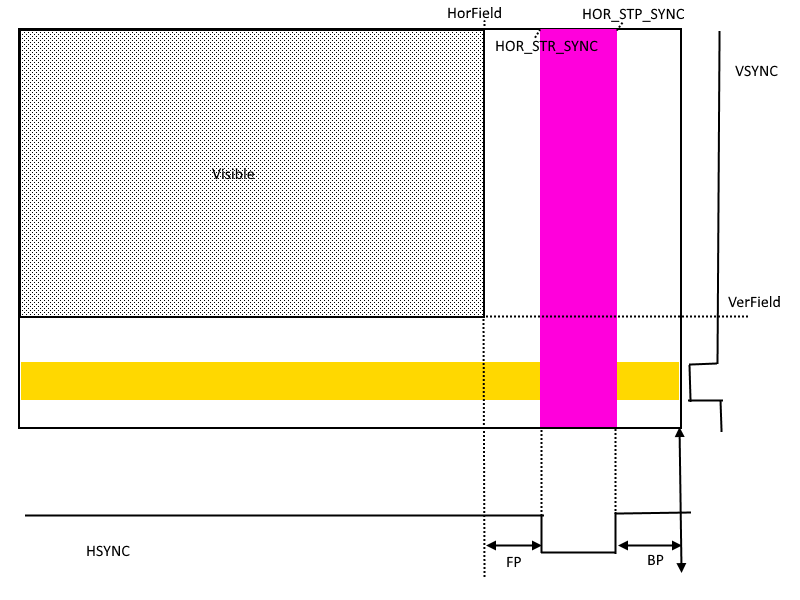 HorField
HOR_STP_SYNC
HOR_STR_SYNC
VSYNC
Visible
VerField
HSYNC
FP
BP